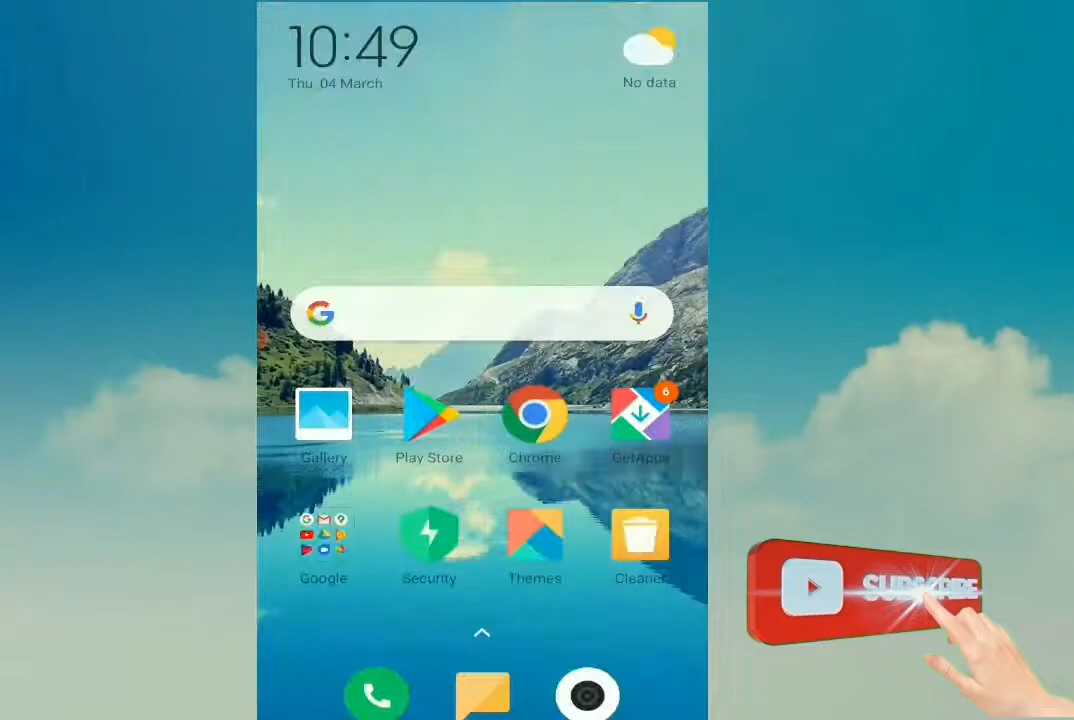 10:49
Thu 04 March
No data
Gallery
Play Store
Chrome
GetApps
6
Google
Security
Themes
Cleaner
SUBSCRIBE